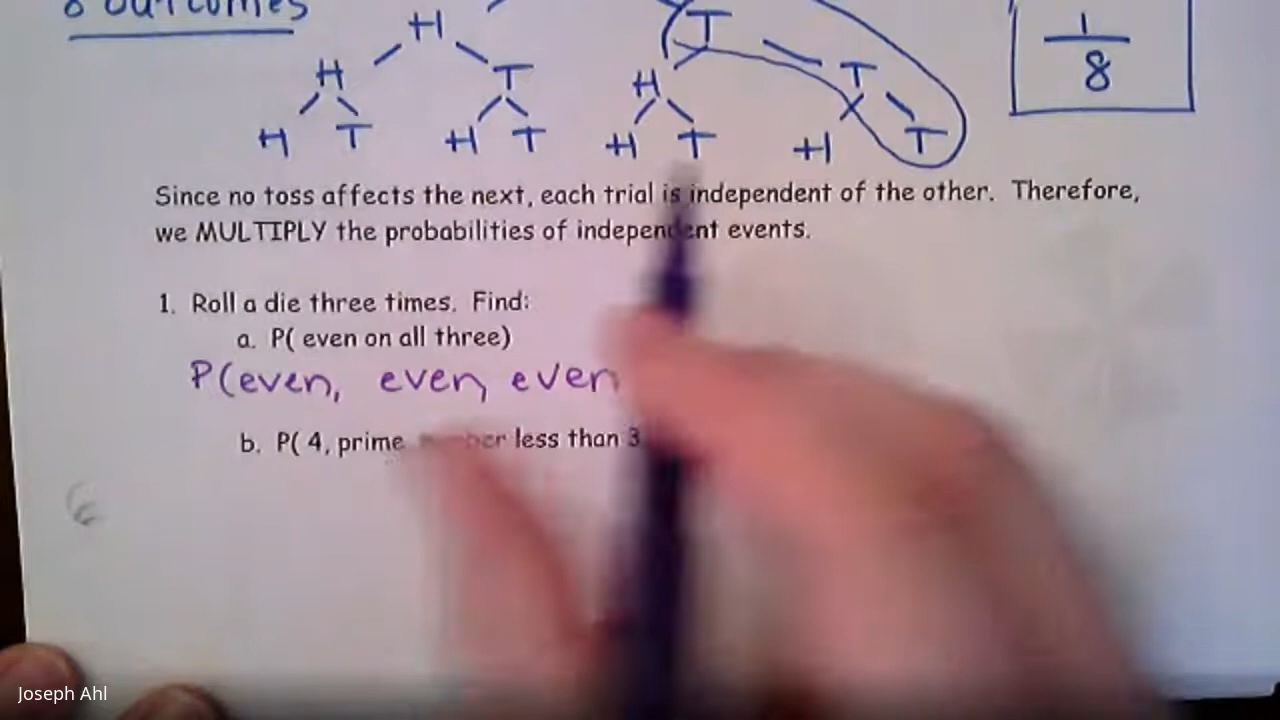 8 outcomes
H T 1
H T H T 8
H T H T H T H T
Since no toss affects the next, each trial is independent of the other. Therefore,
we MULTIPLY the probabilities of independent events.
1. Roll a die three times. Find:
a. P( even on all three)
P(even, even, even
b. P( 4, prime less than 3
Joseph Ahl